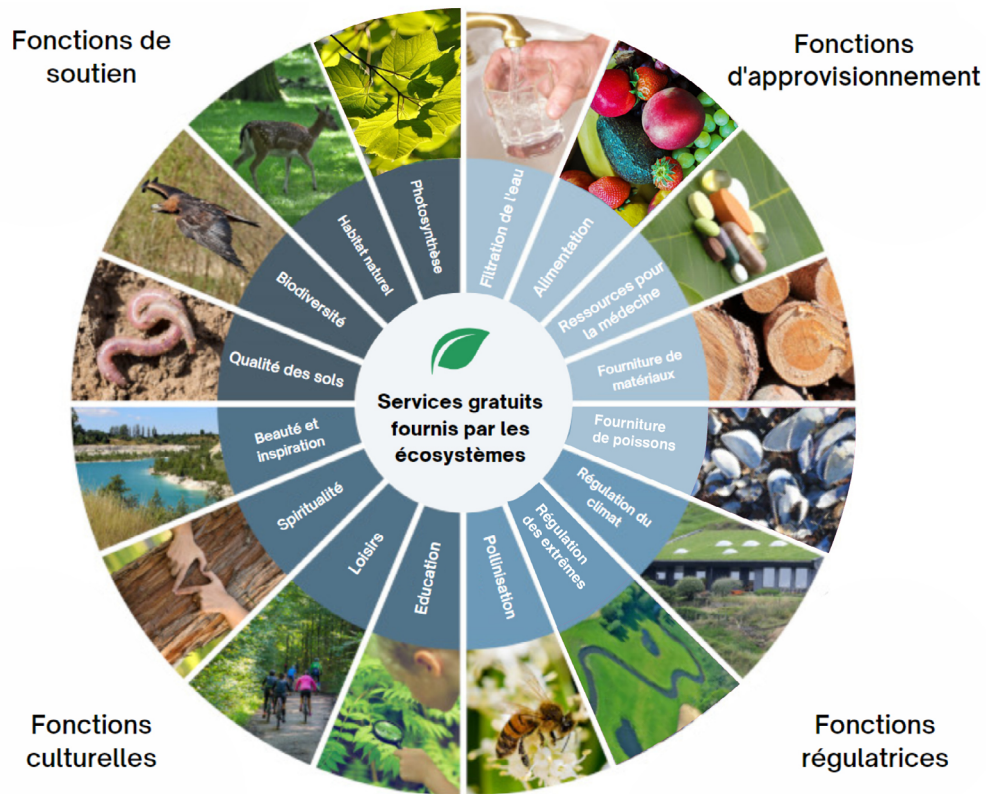 Fonctions de
soutien
Fonctions
d'approvisionnement
Photosynthèse
Habitat naturel
Biodiversité
Qualité des sols
Filtration de l'eau
Alimentation
Ressources pour
la médecine
Fourniture de
matériaux
Services gratuits
fournis par les
écosystèmes
Fourniture
de poissons
Régulation du
climat
Régulation
des extrêmes
Pollinisation
Beauté et
inspiration
Spiritualité
Loisirs
Education
Fonctions
culturelles
Fonctions
régulatrices